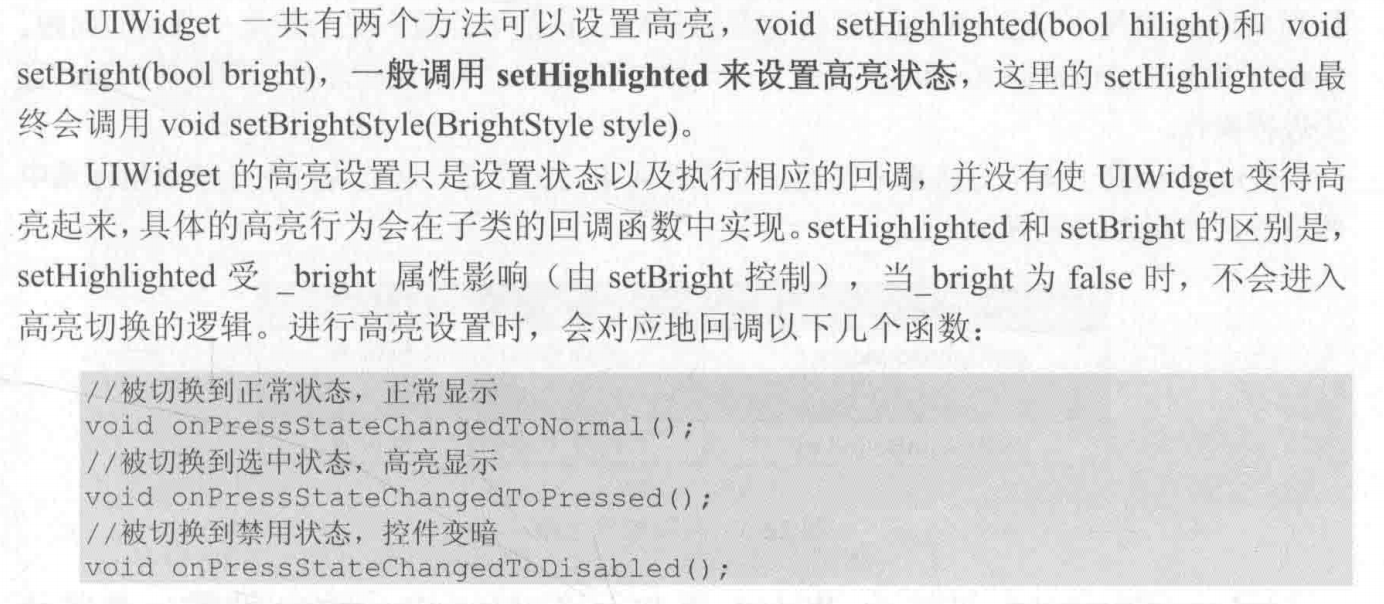 UIWidget 一共有两个方法可以设置高亮，void setHighlighted(bool hilight)和 void
setBright(bool bright)，一般调用 setHighlighted 来设置高亮状态，这里的 setHighlighted 最
终会调用 void setBrightStyle(BrightStyle style)。
UIWidget 的高亮设置只是设置状态以及执行相应的回调，并没有使 UIWidget 变得高
亮起来，具体的高亮行为会在子类的回调函数中实现。setHighlighted 和 setBright 的区别是，
setHighlighted 受 _bright 属性影响（由 setBright 控制），当_bright 为 false 时，不会进入
高亮切换的逻辑。进行高亮设置时，会对应地回调以下几个函数：
//被切换到正常状态，正常显示
void onPressStateChangedToNormal();
//被切换到选中状态，高亮显示
void onPressStateChangedToPressed();
//被切换到禁用状态，控件变暗
void onPressStateChangedToDisabled();